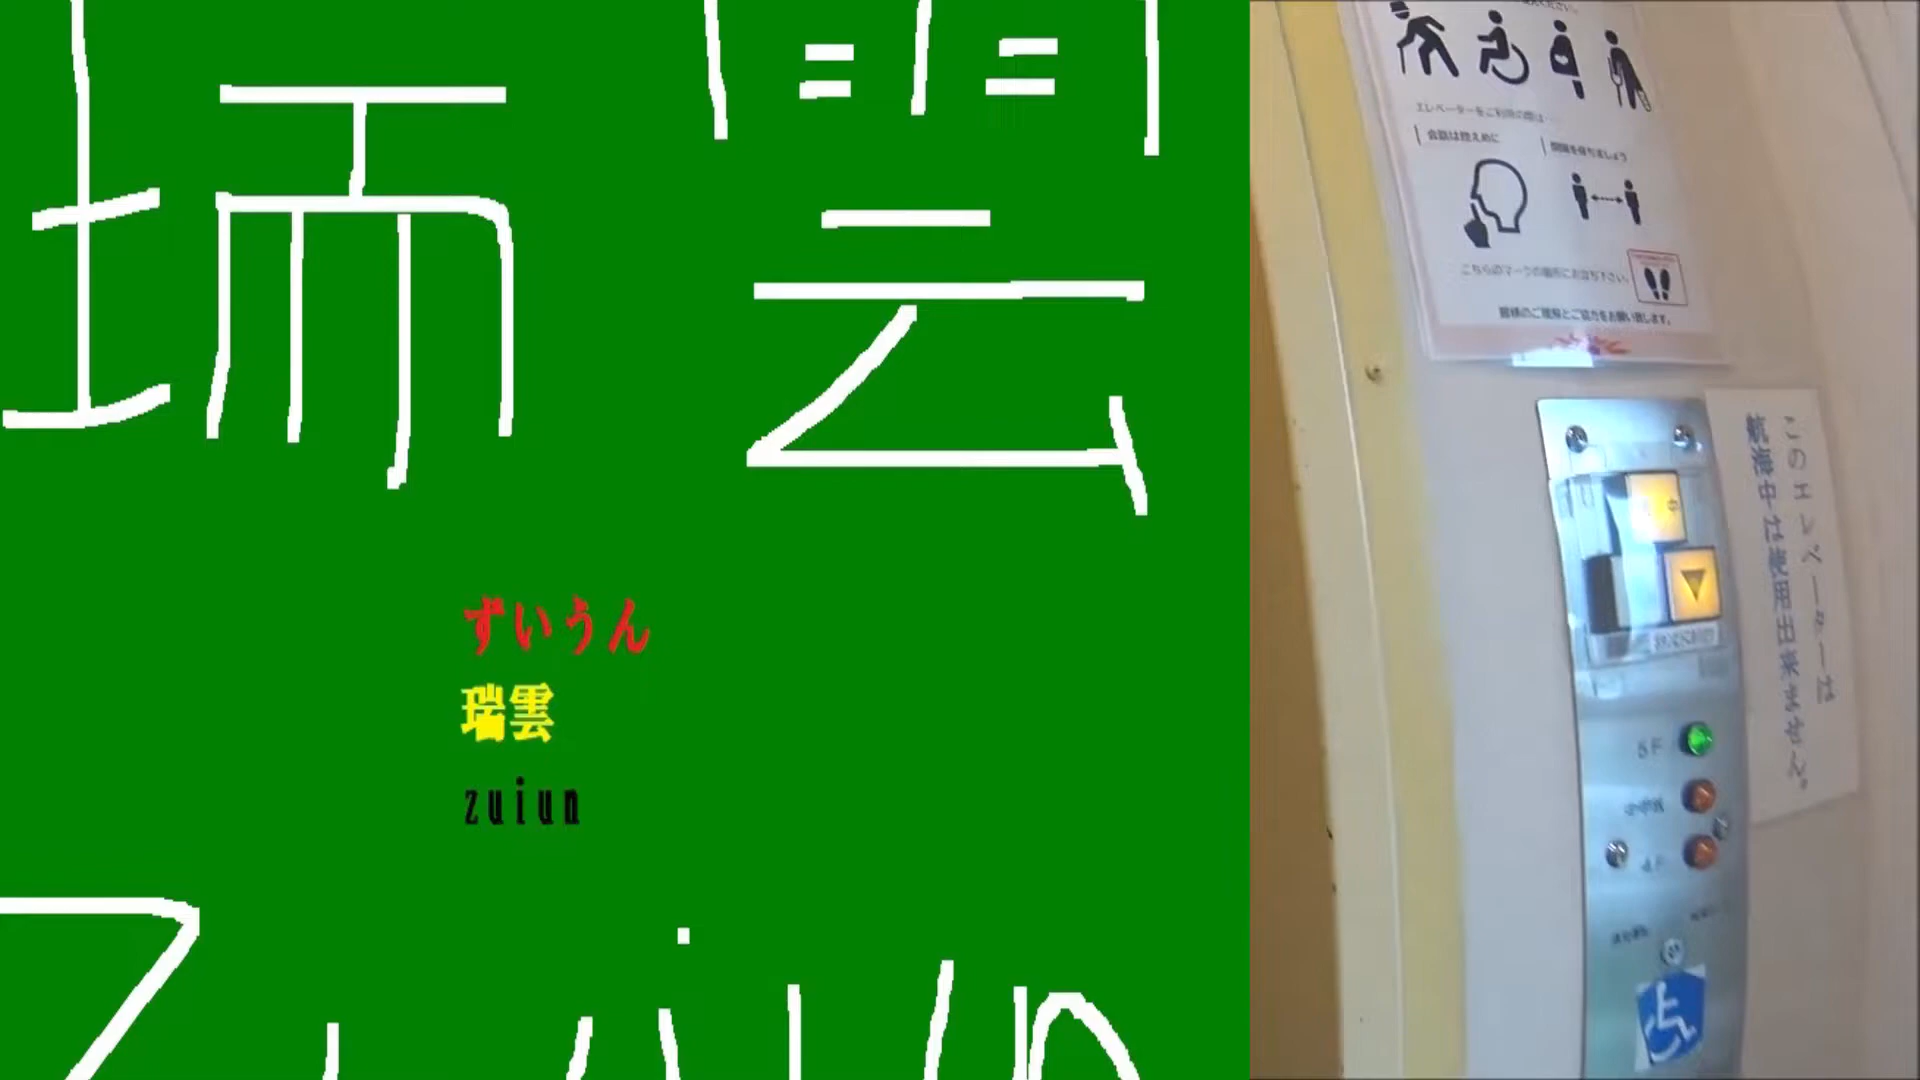 瑞雲
ずいうん
瑞雲
zuiun
zuiun
エレベーターをご利用の際は…
会話は控えめに
間隔を保ちましょう
こちらのマークの箇所にお立ち下さい。
皆様のご理解とご協力をお願い致します。
このエレベーターは
航海中は使用出来ません。
5F
4F